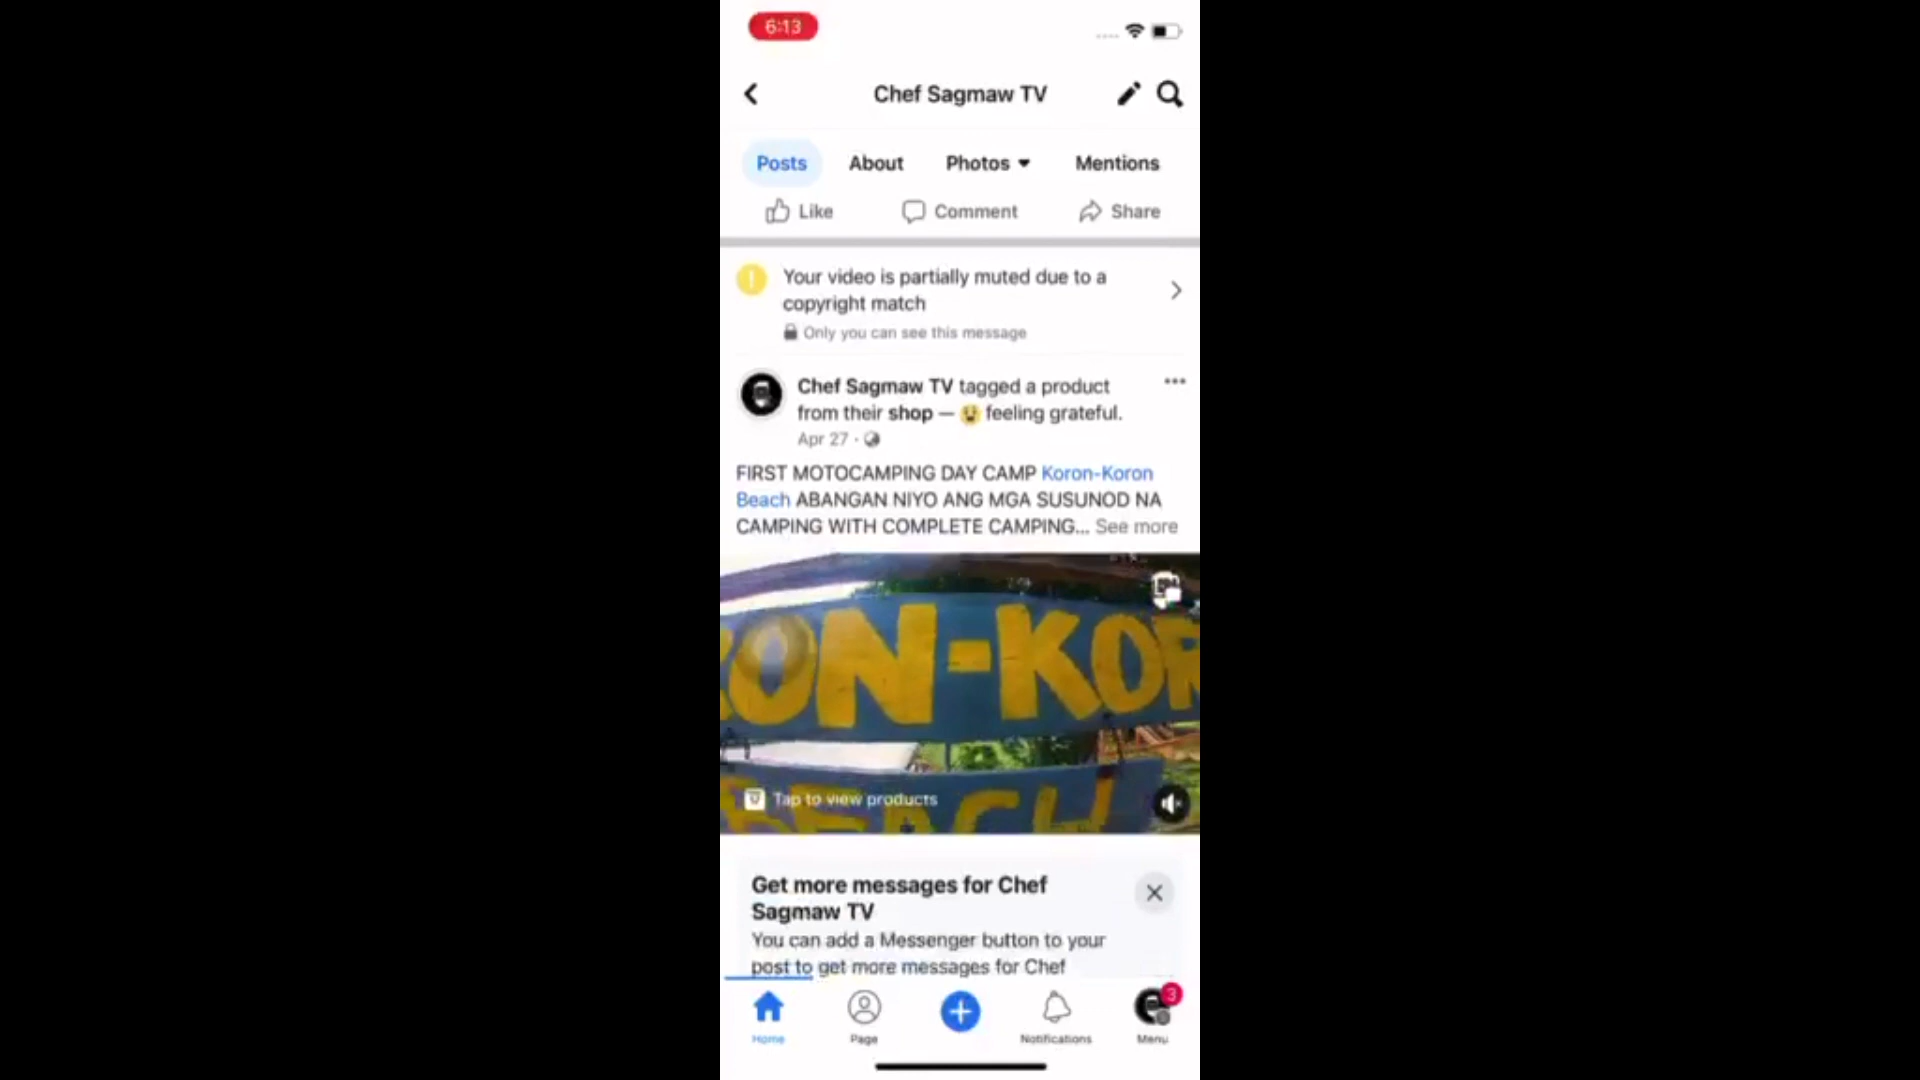 6:13
Chef Sagmaw TV
Posts About Photos Mentions
Like Comment Share
Your video is partially muted due to a
copyright match
Only you can see this message
Chef Sagmaw TV tagged a product
from their shop — feeling grateful.
Apr 27 ·
FIRST MOTOCAMPING DAY CAMP Koron-Koron
Beach ABANGAN NIYO ANG MGA SUSUNOD NA
CAMPING WITH COMPLETE CAMPING... See more
RON-KOR
BEACH
Tap to view products
Get more messages for Chef
Sagmaw TV
You can add a Messenger button to your
post to get more messages for Chef
3
Home Page Notifications Menu